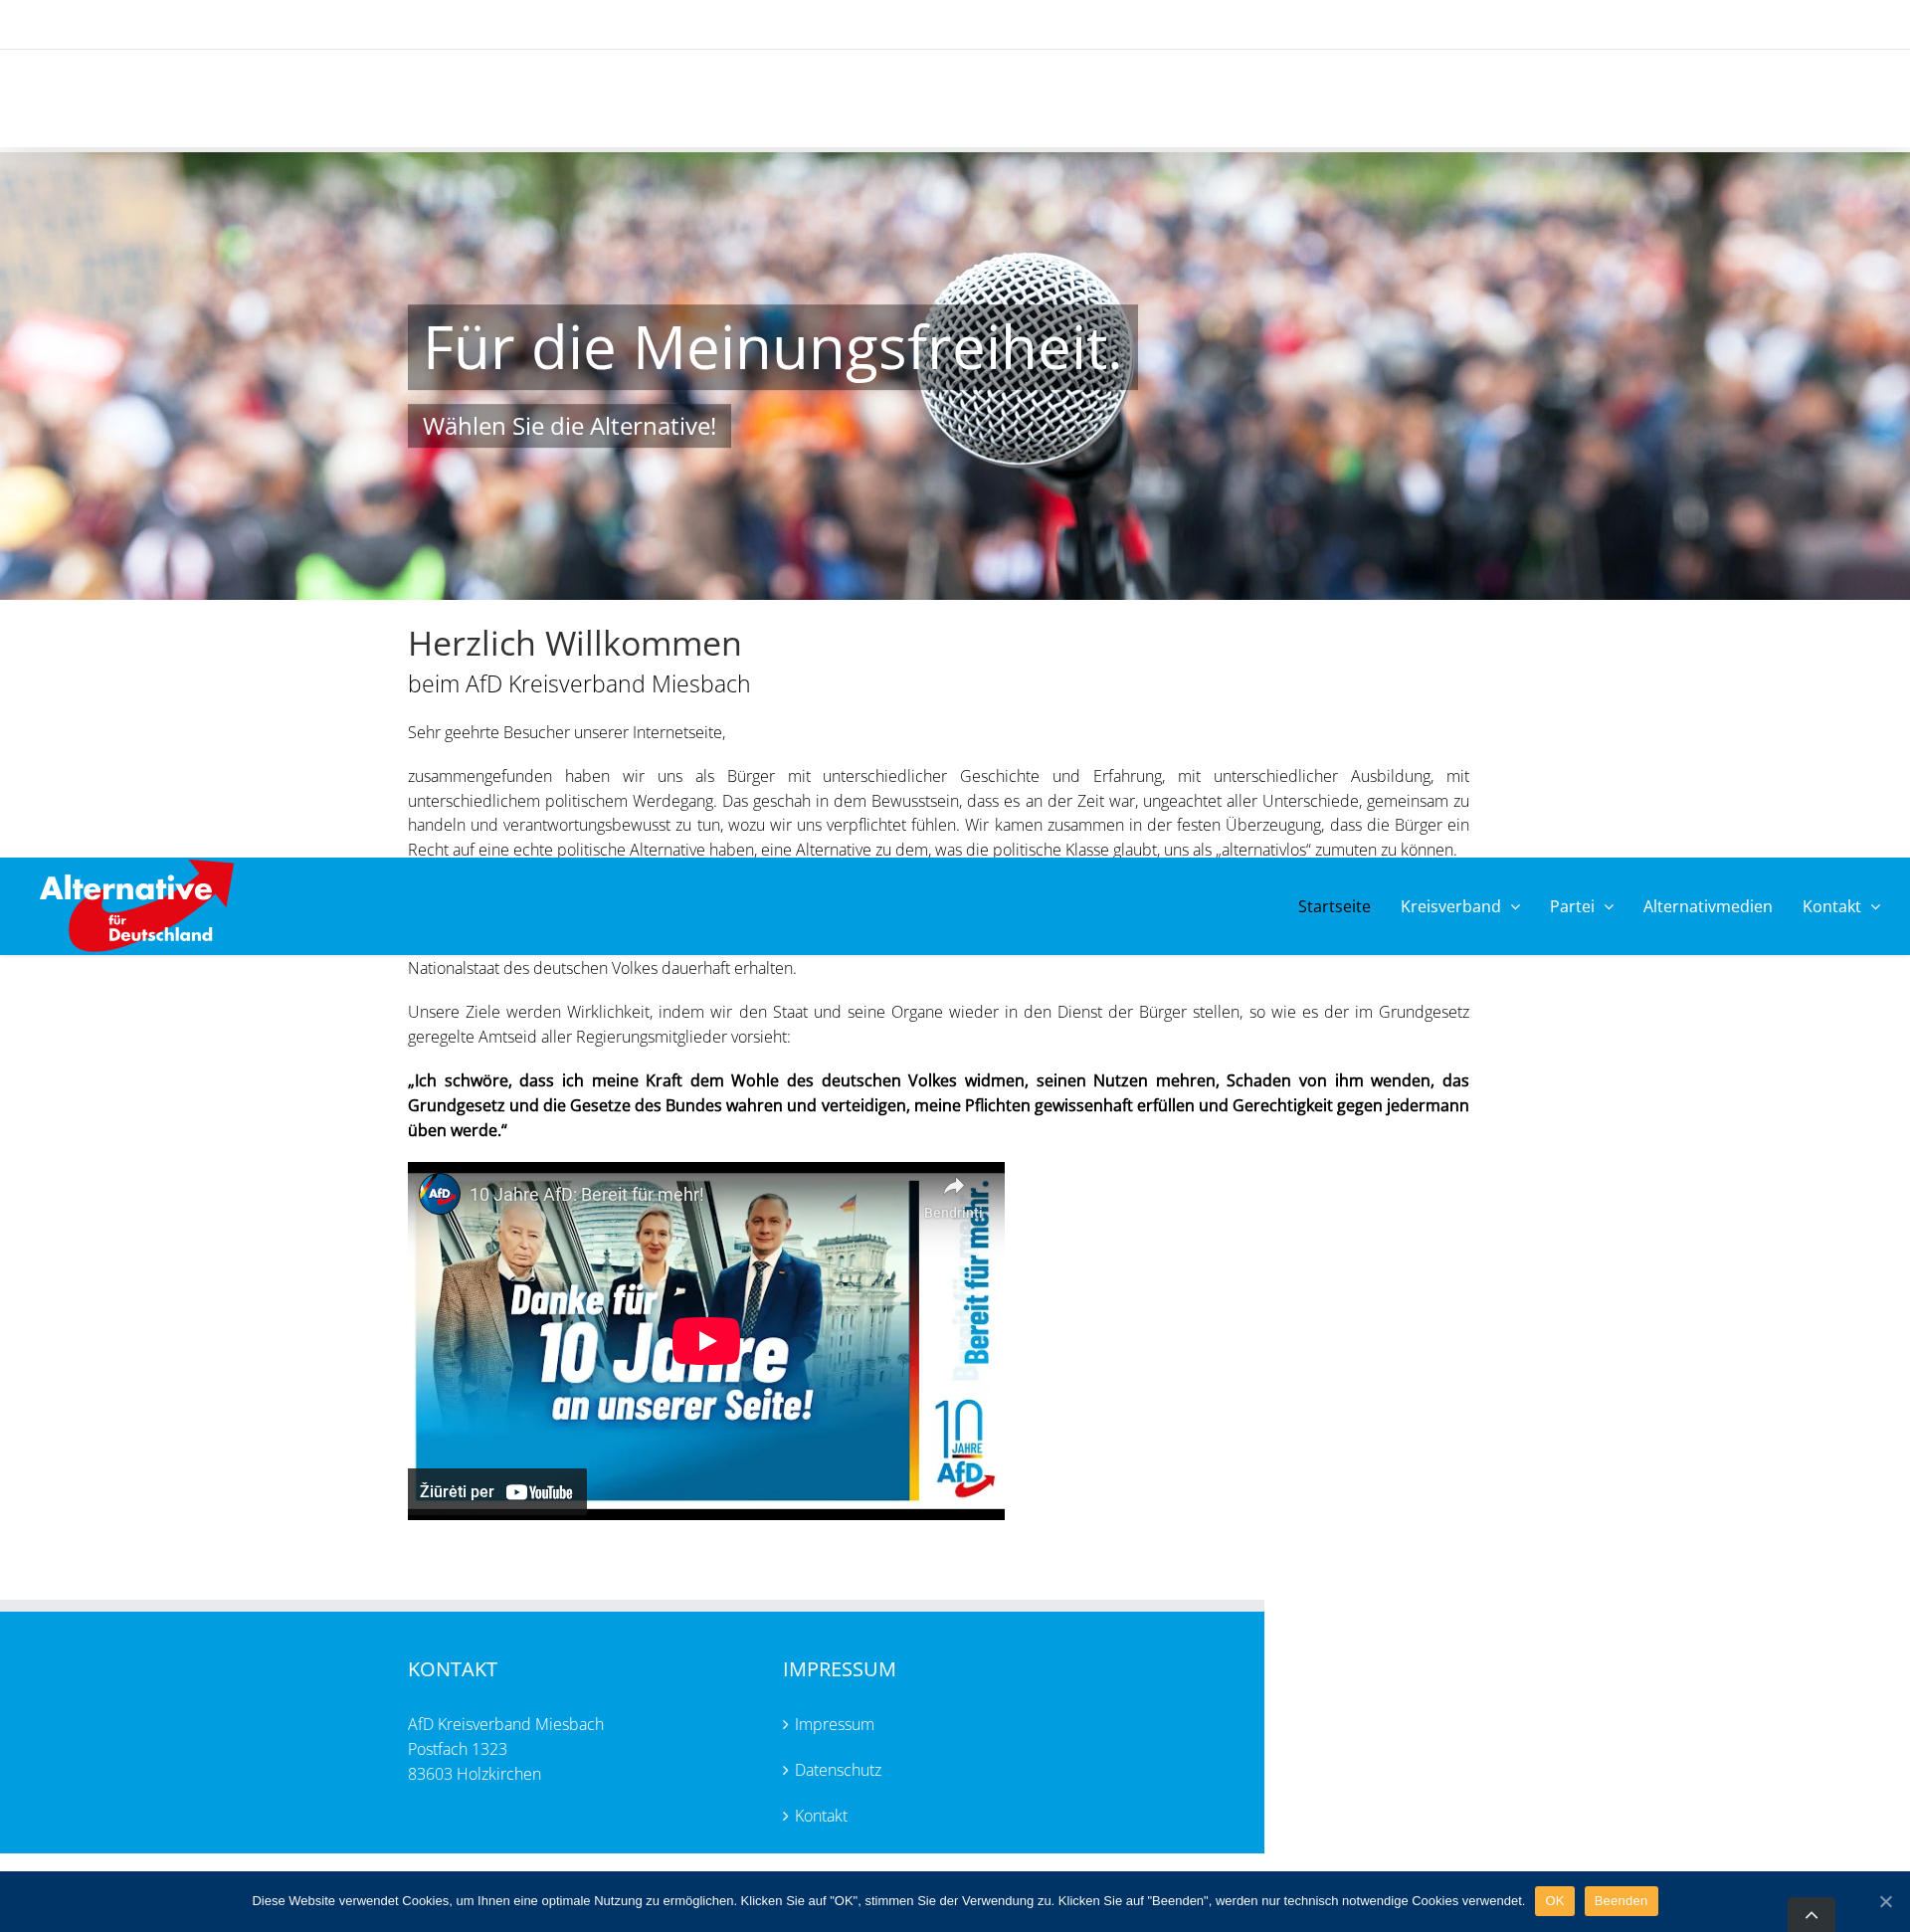 Für die Meinungsfreiheit.
Wählen Sie die Alternative!
Herzlich Willkommen
beim AfD Kreisverband Miesbach
Sehr geehrte Besucher unserer Internetseite,
zusammengefunden haben wir uns als Bürger mit unterschiedlicher Geschichte und Erfahrung, mit unterschiedlicher Ausbildung, mit
unterschiedlichem politischem Werdegang. Das geschah in dem Bewusstsein, dass es an der Zeit war, ungeachtet aller Unterschiede, gemeinsam zu
handeln und verantwortungsbewusst zu tun, wozu wir uns verpflichtet fühlen. Wir kamen zusammen in der festen Überzeugung, dass die Bürger ein
Recht auf eine echte politische Alternative haben, eine Alternative zu dem, was die politische Klasse glaubt, uns als „alternativlos“ zumuten zu können.
Alternative
für
Deutschland
Startseite
Kreisverband
Partei
Alternativmedien
Kontakt
Nationalstaat des deutschen Volkes dauerhaft erhalten.
Unsere Ziele werden Wirklichkeit, indem wir den Staat und seine Organe wieder in den Dienst der Bürger stellen, so wie es der im Grundgesetz
geregelte Amtseid aller Regierungsmitglieder vorsieht:
„Ich schwöre, dass ich meine Kraft dem Wohle des deutschen Volkes widmen, seinen Nutzen mehren, Schaden von ihm wenden, das
Grundgesetz und die Gesetze des Bundes wahren und verteidigen, meine Pflichten gewissenhaft erfüllen und Gerechtigkeit gegen jedermann
üben werde.“
AfD
10 Jahre AfD: Bereit für mehr!
Bendrinti
Danke für
10 Jahre
an unserer Seite!
Bereit für mehr.
10
JAHRE
AfD
Žiūrėti per YouTube
KONTAKT
AfD Kreisverband Miesbach
Postfach 1323
83603 Holzkirchen
IMPRESSUM
Impressum
Datenschutz
Kontakt
Diese Website verwendet Cookies, um Ihnen eine optimale Nutzung zu ermöglichen. Klicken Sie auf "OK", stimmen Sie der Verwendung zu. Klicken Sie auf "Beenden", werden nur technisch notwendige Cookies verwendet.
OK
Beenden